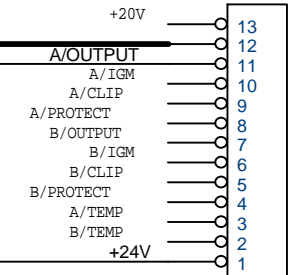 +20V
13
12
A/OUTPUT
11
A/IGM
10
A/CLIP
9
A/PROTECT
8
B/OUTPUT
7
B/IGM
6
B/CLIP
5
B/PROTECT
4
A/TEMP
3
B/TEMP
2
+24V
1